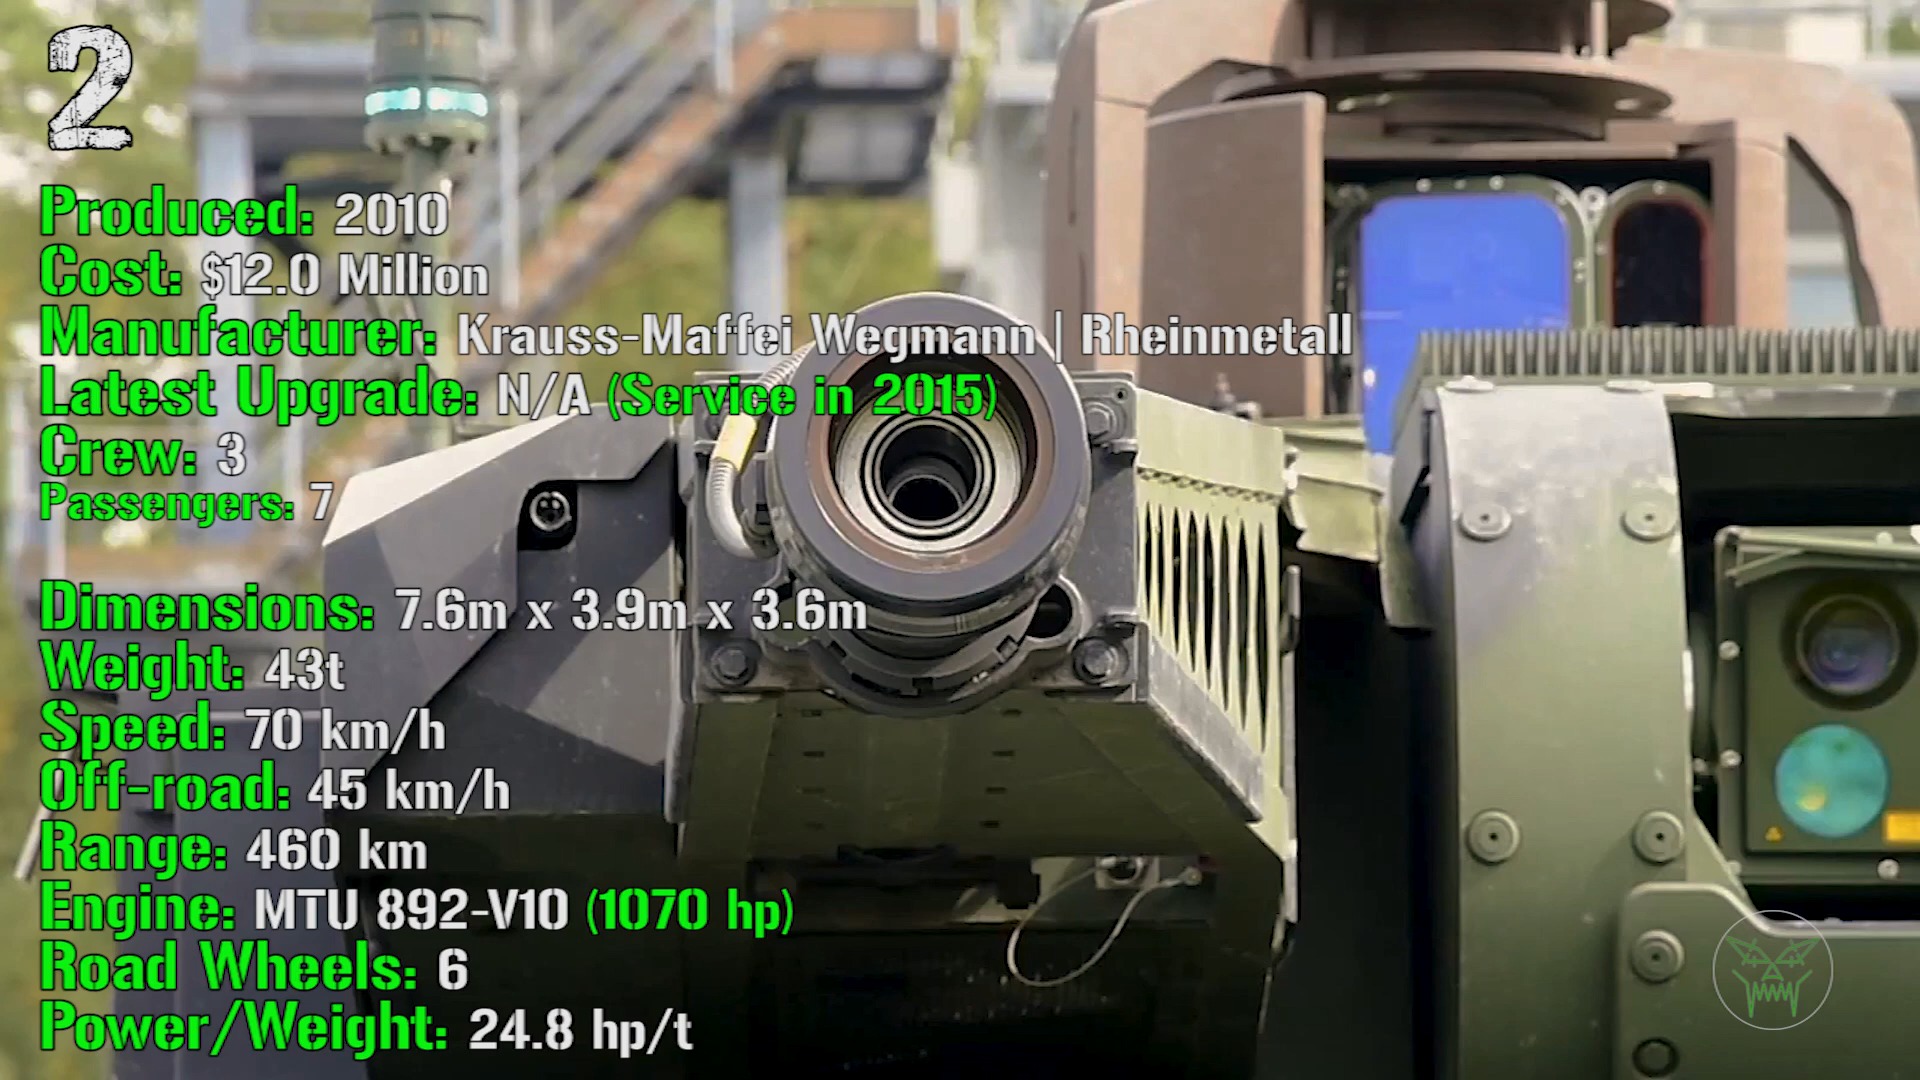 2
Produced: 2010
Cost: $12.0 Million
Manufacturer: Krauss-Maffei Wegmann | Rheinmetall
Latest Upgrade: N/A (Service in 2015)
Crew: 3
Passengers: 7
Dimensions: 7.6m x 3.9m x 3.6m
Weight: 43t
Speed: 70 km/h
Off-road: 45 km/h
Range: 460 km
Engine: MTU 892-V10 (1070 hp)
Road Wheels: 6
Power/Weight: 24.8 hp/t